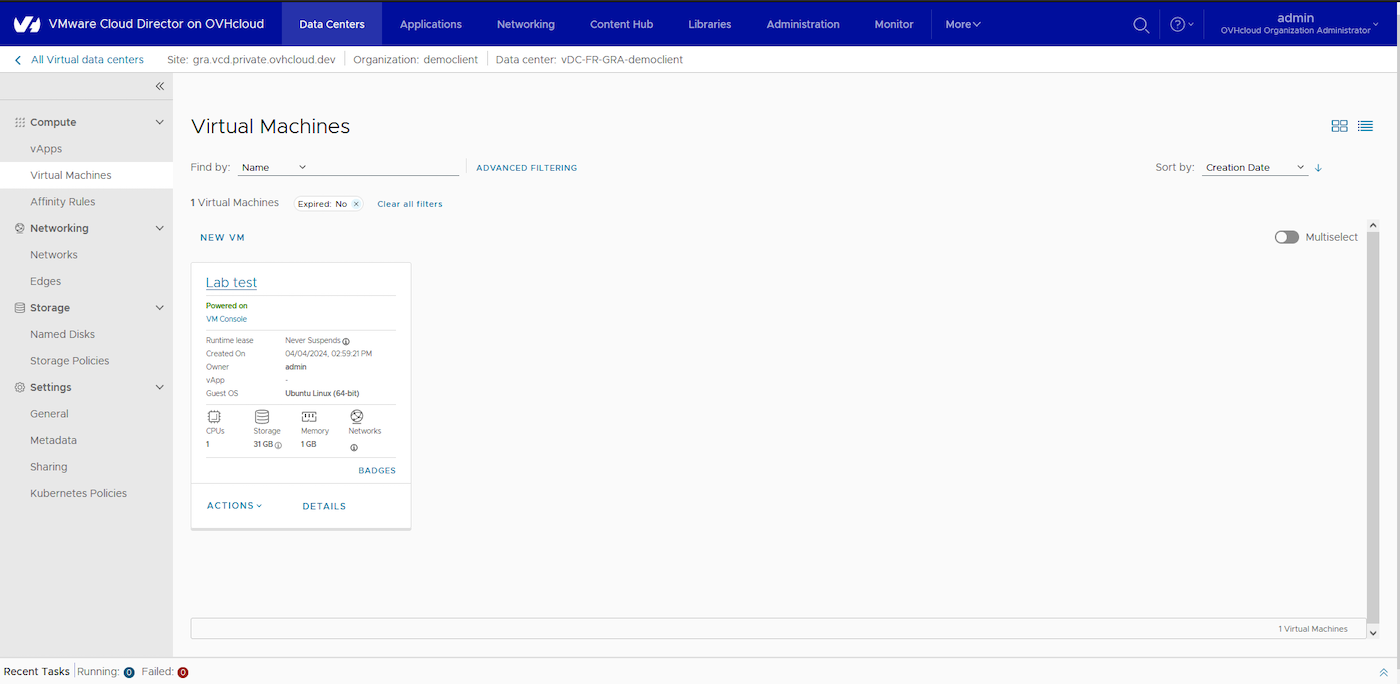 VMware Cloud Director on OVHcloud Data Centers Applications Networking Content Hub Libraries Administration Monitor More admin
OVHcloud Organization Administrator
All Virtual data centers Site: gra.vcd.private.ovhcloud.dev Organization: democlient Data center: vDC-FR-GRA-democlient
Compute
vApps
Virtual Machines
Affinity Rules
Networking
Networks
Edges
Storage
Named Disks
Storage Policies
Settings
General
Metadata
Sharing
Kubernetes Policies
Virtual Machines
Find by: Name ADVANCED FILTERING Sort by: Creation Date
1 Virtual Machines Expired: No Clear all filters
NEW VM Multiselect
Lab test
Powered on
VM Console
Runtime lease Never Suspends
Created On 04/04/2024, 02:59:21 PM
Owner admin
vApp -
Guest OS Ubuntu Linux (64-bit)
CPUs Storage Memory Networks
1 31 GB 1 GB
BADGES
ACTIONS DETAILS
1 Virtual Machines
Recent Tasks Running: 0 Failed: 0